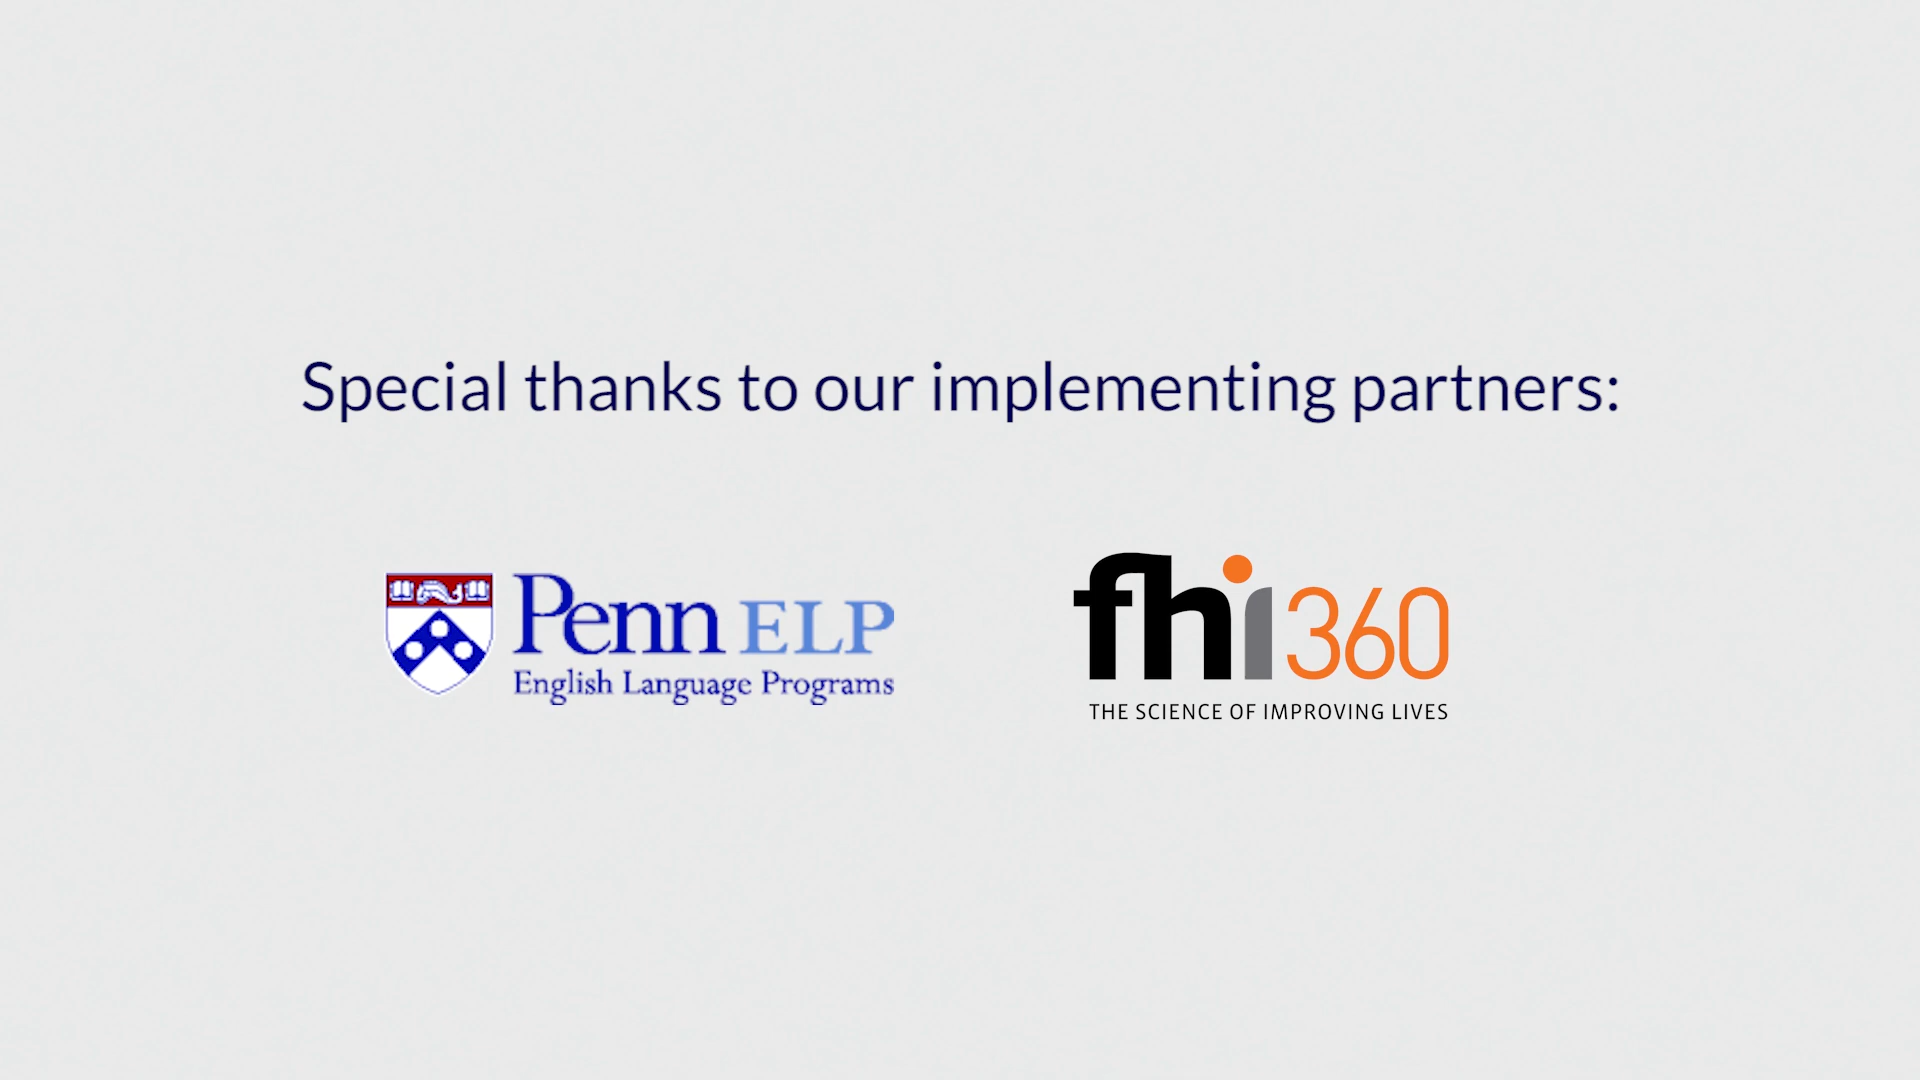 Special thanks to our implementing partners:
Penn ELP
English Language Programs
fhi360
THE SCIENCE OF IMPROVING LIVES